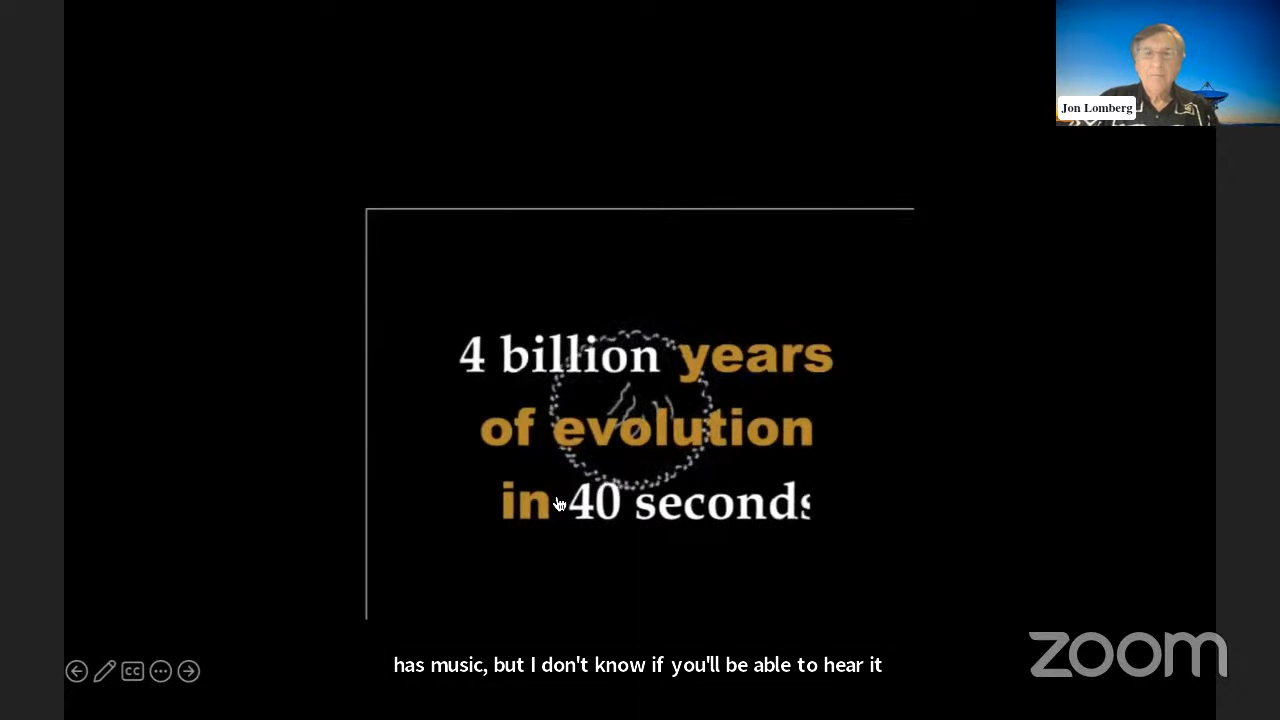 Jon Lomberg
4 billion years
of evolution
in 40 seconds
has music, but I don't know if you'll be able to hear it
CC
zoom